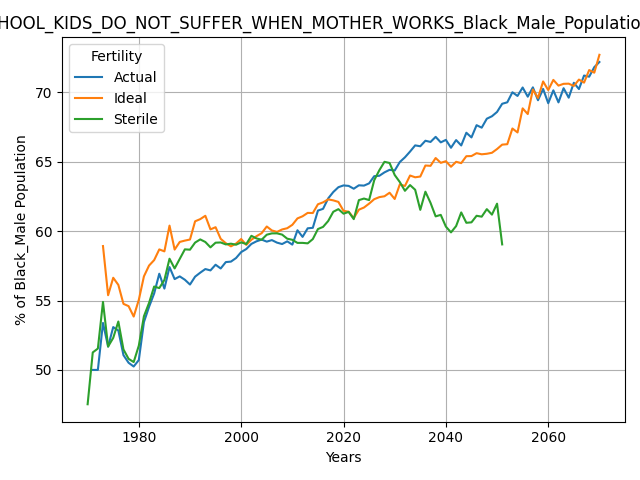 HOOL_KIDS_DO_NOT_SUFFER_WHEN_MOTHER_WORKS_Black_Male_Populatio
Fertility
Actual
Ideal
Sterile
% of Black_Male Population
70
65
60
55
50
1980 2000 2020 2040 2060
Years